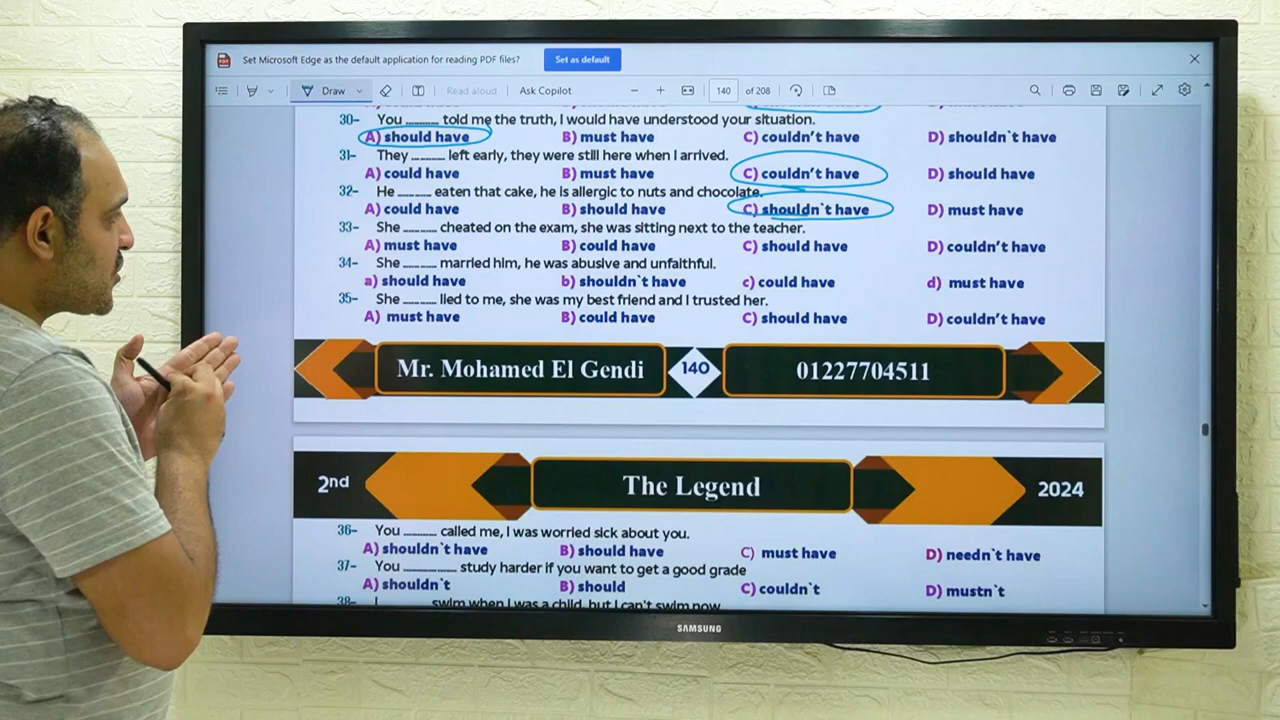 Set Microsoft Edge as the default application for reading PDF files? Set as default
Draw Read aloud Ask Copilot 140 of 208
30- You ........... told me the truth, I would have understood your situation.
A) should have B) must have C) couldn't have D) shouldn`t have
31- They ........... left early, they were still here when I arrived.
A) could have B) must have C) couldn't have D) should have
32- He ........... eaten that cake, he is allergic to nuts and chocolate.
A) could have B) should have C) shouldn`t have D) must have
33- She ........... cheated on the exam, she was sitting next to the teacher.
A) must have B) could have C) should have D) couldn't have
34- She ........... married him, he was abusive and unfaithful.
a) should have b) shouldn`t have c) could have d) must have
35- She ........... lied to me, she was my best friend and I trusted her.
A) must have B) could have C) should have D) couldn't have
Mr. Mohamed El Gendi 140 01227704511
2nd The Legend 2024
36- You ........... called me, I was worried sick about you.
A) shouldn`t have B) should have C) must have D) needn`t have
37- You ................ study harder if you want to get a good grade
A) shouldn`t B) should C) couldn`t D) mustn`t
38- I ................ swim when I was a child, but I can't swim now
SAMSUNG